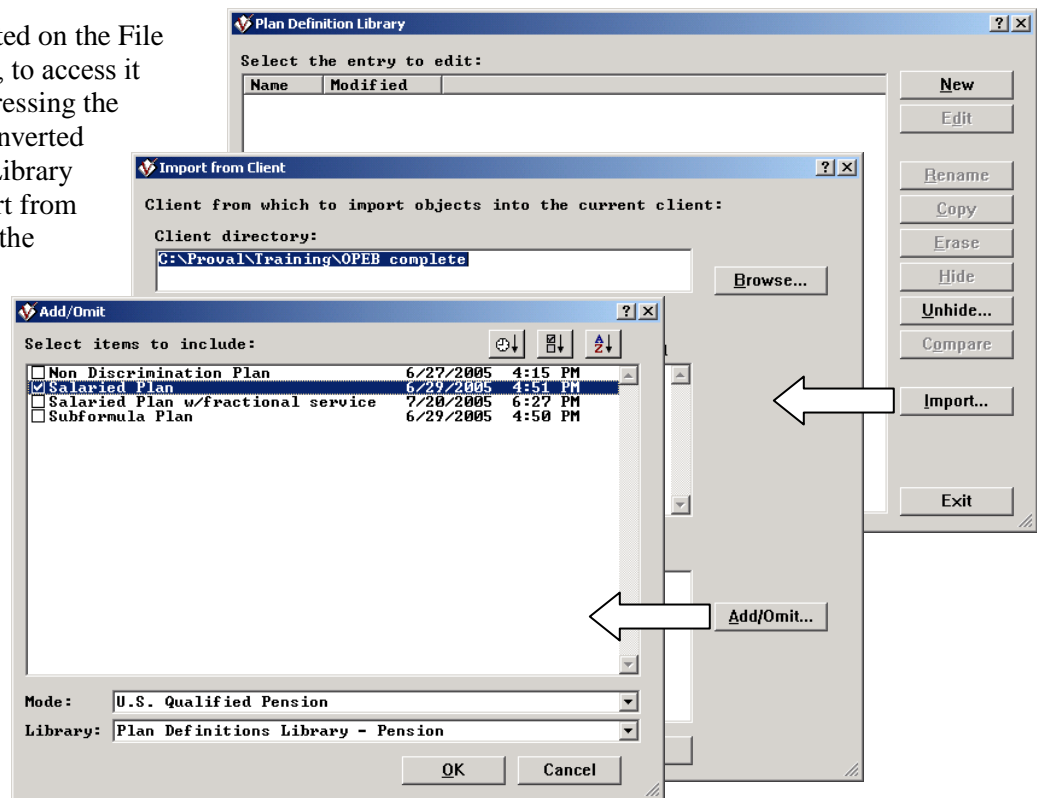 ted on the File
, to access it
ressing the
nverted
Library
rt from
the
Plan Definition Library
Select the entry to edit:
Name Modified
New
Edit
Rename
Copy
Erase
Hide
Unhide...
Compare
Import...
Exit
Import from Client
Client from which to import objects into the current client:
Client directory:
C:\Proval\Training\OPEB complete
Browse...
Add/Omit...
Add/Omit
Select items to include:
Non Discrimination Plan 6/27/2005 4:15 PM
Salaried Plan 6/29/2005 4:51 PM
Salaried Plan w/fractional service 7/20/2005 6:27 PM
Subformula Plan 6/29/2005 4:50 PM
Mode: U.S. Qualified Pension
Library: Plan Definitions Library - Pension
OK Cancel